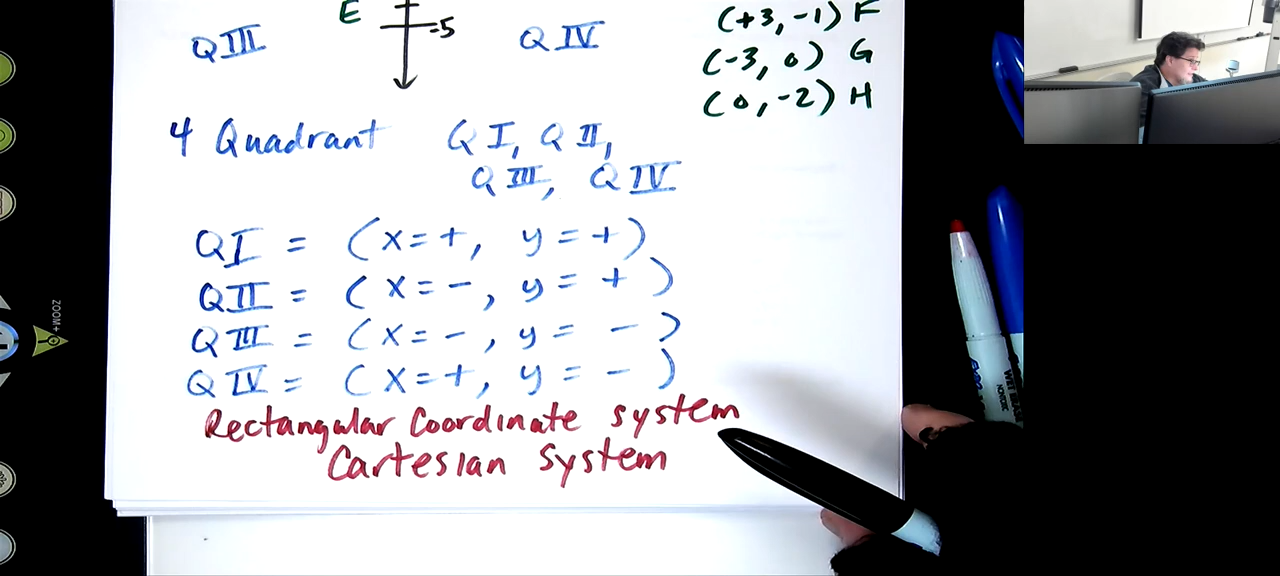 E
-5
QIII
QIV
(+3, -1) F
(-3, 0) G
(0, -2) H
4 Quadrant QI, QII,
QIII, QIV
QI = (x=+, y=+)
QII = (x=-, y=+)
QIII = (x=-, y=-)
QIV = (x=+, y=-)
Rectangular Coordinate system
Cartesian System
ZOOM+